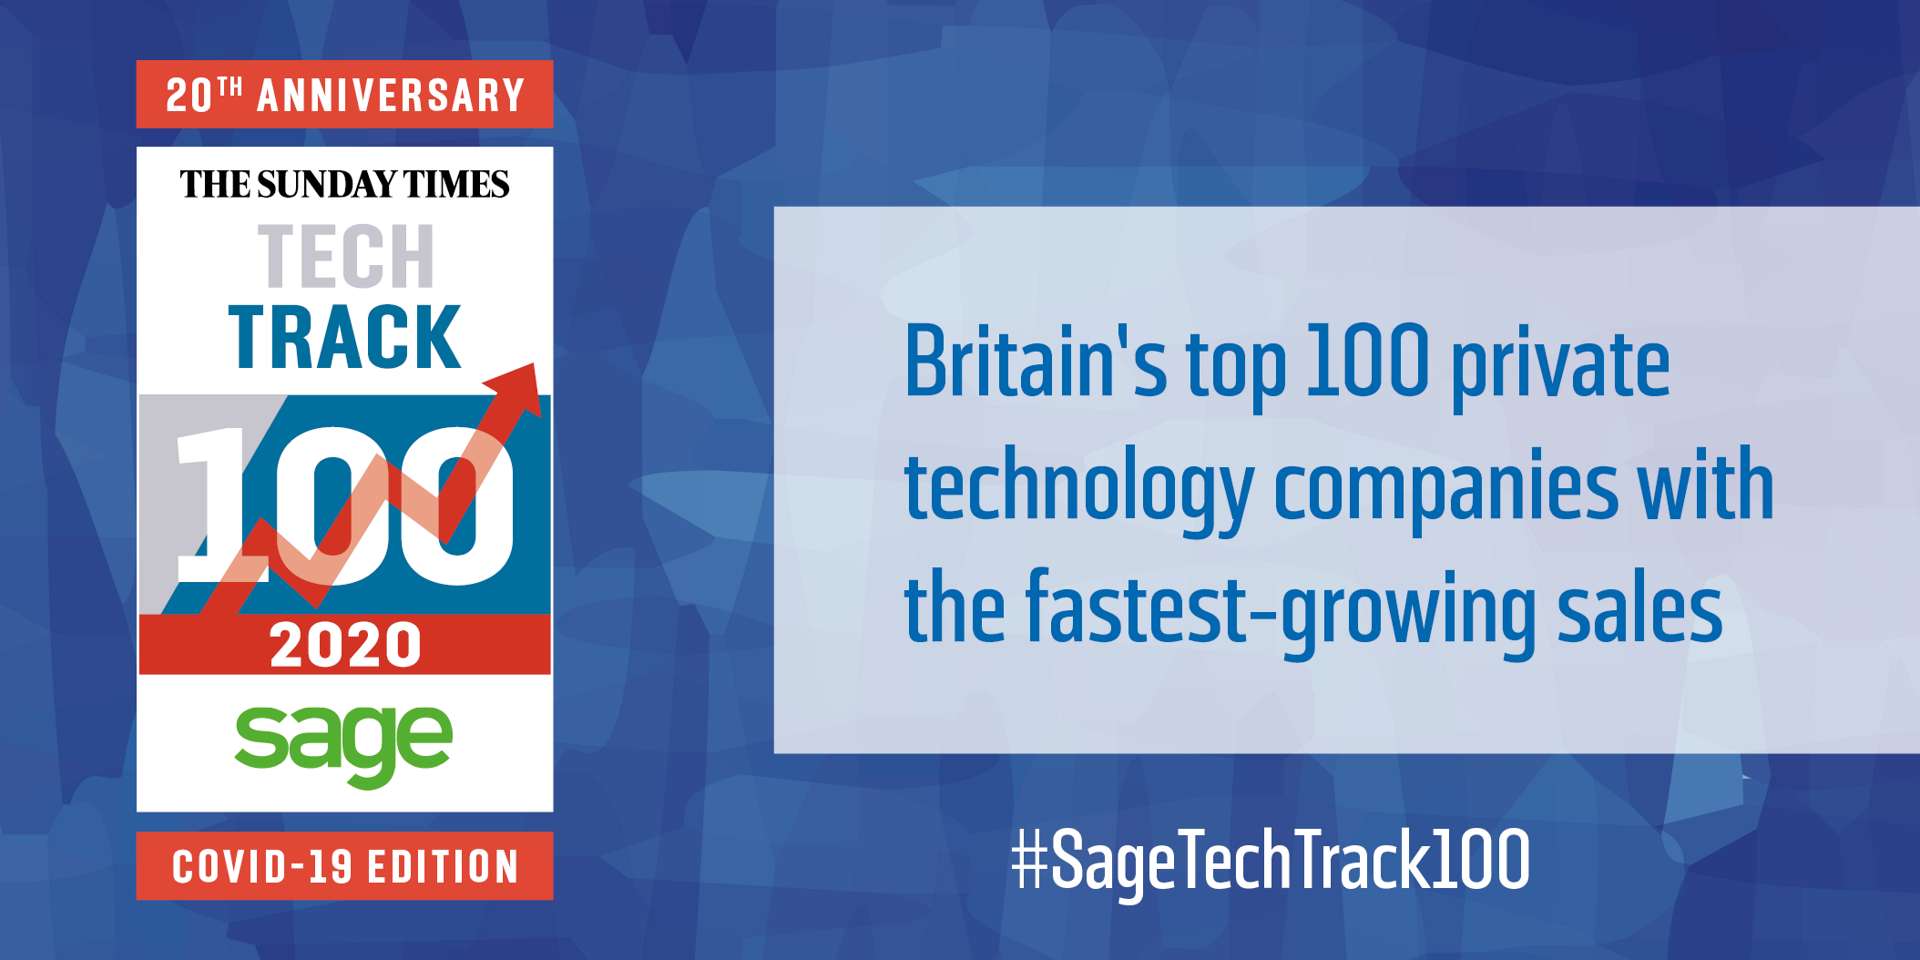 20TH ANNIVERSARY
THE SUNDAY TIMES
TECH
TRACK
100
2020
sage
COVID-19 EDITION
Britain's top 100 private
technology companies with
the fastest-growing sales
#SageTechTrack100